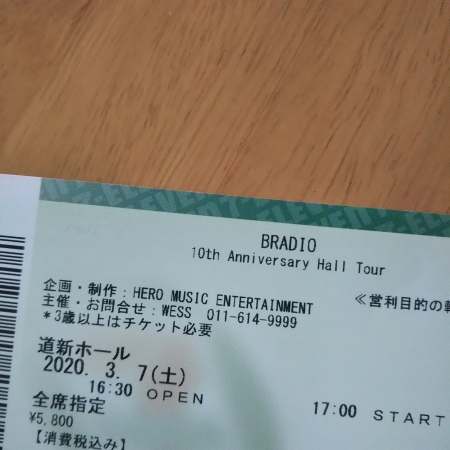 BRADIO
10th Anniversary Hall Tour
企画・制作：HERO MUSIC ENTERTAINMENT
主催・お問合せ：WESS 011-614-9999 ≪営利目的の
*3歳以上はチケット必要
道新ホール
2020. 3. 7(土)
16:30 OPEN 17:00 START
全席指定
¥5,800
【消費税込み】